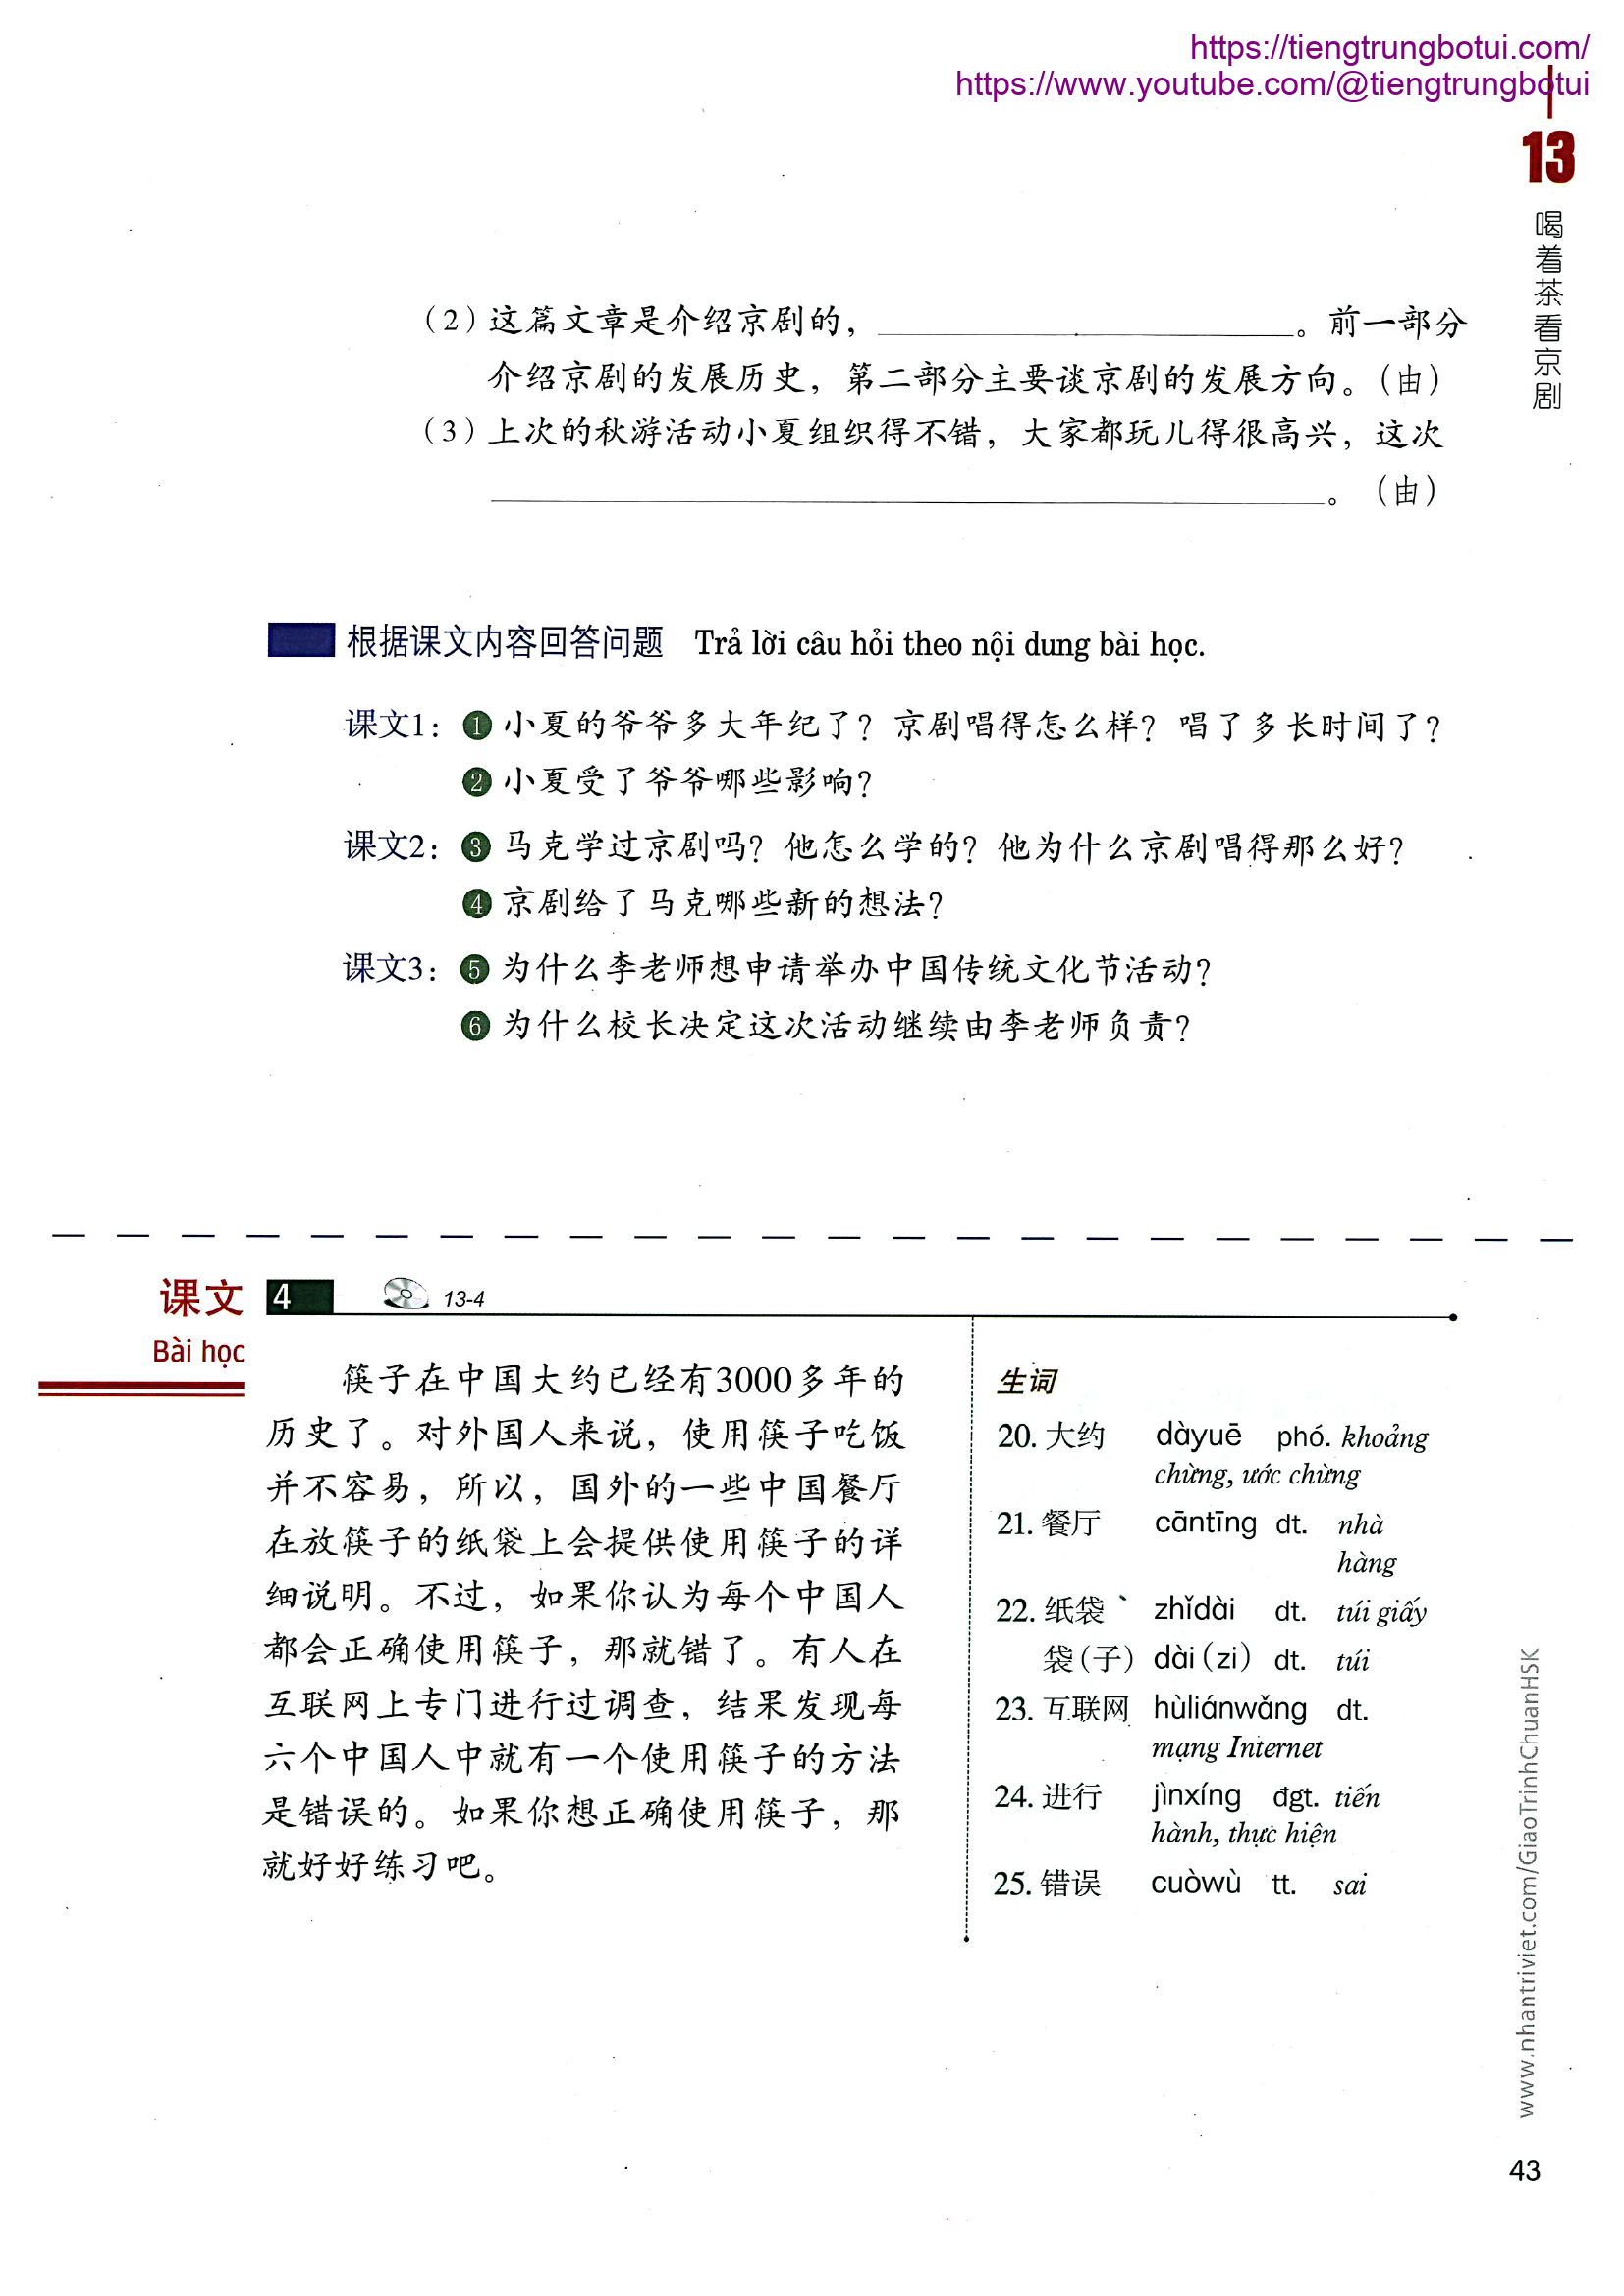 https://tiengtrungbotui.com/
https://www.youtube.com/@tiengtrungbotui
13
喝着茶看京剧
（2）这篇文章是介绍京剧的，____________________。前一部分
介绍京剧的发展历史，第二部分主要谈京剧的发展方向。（由）
（3）上次的秋游活动小夏组织得不错，大家都玩儿得很高兴，这次
________________________________________。（由）
根据课文内容回答问题 Trả lời câu hỏi theo nội dung bài học.
课文1：❶ 小夏的爷爷多大年纪了？京剧唱得怎么样？唱了多长时间了？
❷ 小夏受了爷爷哪些影响？
课文2：❸ 马克学过京剧吗？他怎么学的？他为什么京剧唱得那么好？
❹ 京剧给了马克哪些新的想法？
课文3：❺ 为什么李老师想申请举办中国传统文化节活动？
❻ 为什么校长决定这次活动继续由李老师负责？
课文 4 13-4
Bài học
筷子在中国大约已经有3000多年的
历史了。对外国人来说，使用筷子吃饭
并不容易，所以，国外的一些中国餐厅
在放筷子的纸袋上会提供使用筷子的详
细说明。不过，如果你认为每个中国人
都会正确使用筷子，那就错了。有人在
互联网上专门进行过调查，结果发现每
六个中国人中就有一个使用筷子的方法
是错误的。如果你想正确使用筷子，那
就好好练习吧。
生词
20. 大约 dàyuē phó. khoảng
chừng, ước chừng
21. 餐厅 cāntīng dt. nhà
hàng
22. 纸袋 zhǐdài dt. túi giấy
袋（子） dài（zi） dt. túi
23. 互联网 hùliánwǎng dt.
mạng Internet
24. 进行 jìnxíng đgt. tiến
hành, thực hiện
25. 错误 cuòwù tt. sai
www.nhantriviet.com/GiaoTrinhChuanHSK
43